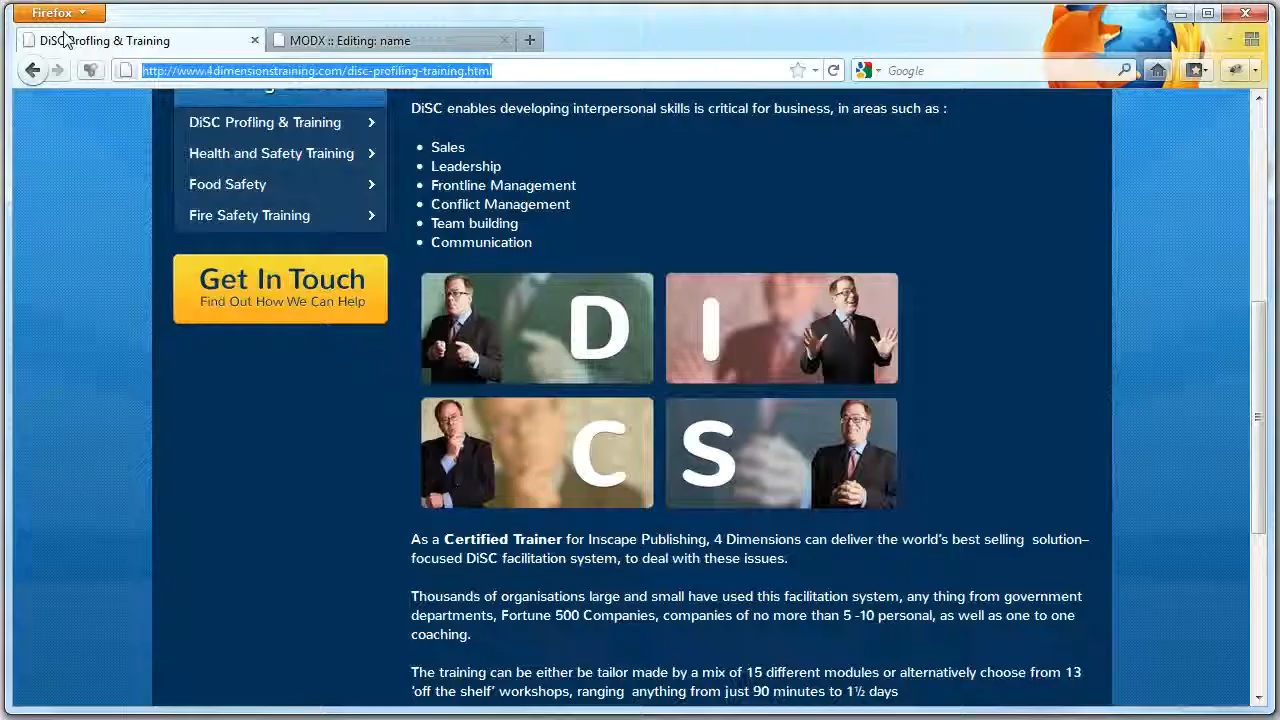 Firefox
DiSC Profling & Training
MODX :: Editing: name
http://www.4dimensionstraining.com/disc-profiling-training.html
Google
DiSC enables developing interpersonal skills is critical for business, in areas such as :
DiSC Profling & Training
Health and Safety Training
Food Safety
Fire Safety Training
Get In Touch
Find Out How We Can Help
Sales
Leadership
Frontline Management
Conflict Management
Team building
Communication
D
I
C
S
As a Certified Trainer for Inscape Publishing, 4 Dimensions can deliver the world's best selling solution–
focused DiSC facilitation system, to deal with these issues.
Thousands of organisations large and small have used this facilitation system, any thing from government
departments, Fortune 500 Companies, companies of no more than 5 -10 personal, as well as one to one
coaching.
The training can be either be tailor made by a mix of 15 different modules or alternatively choose from 13
'off the shelf' workshops, ranging anything from just 90 minutes to 1½ days